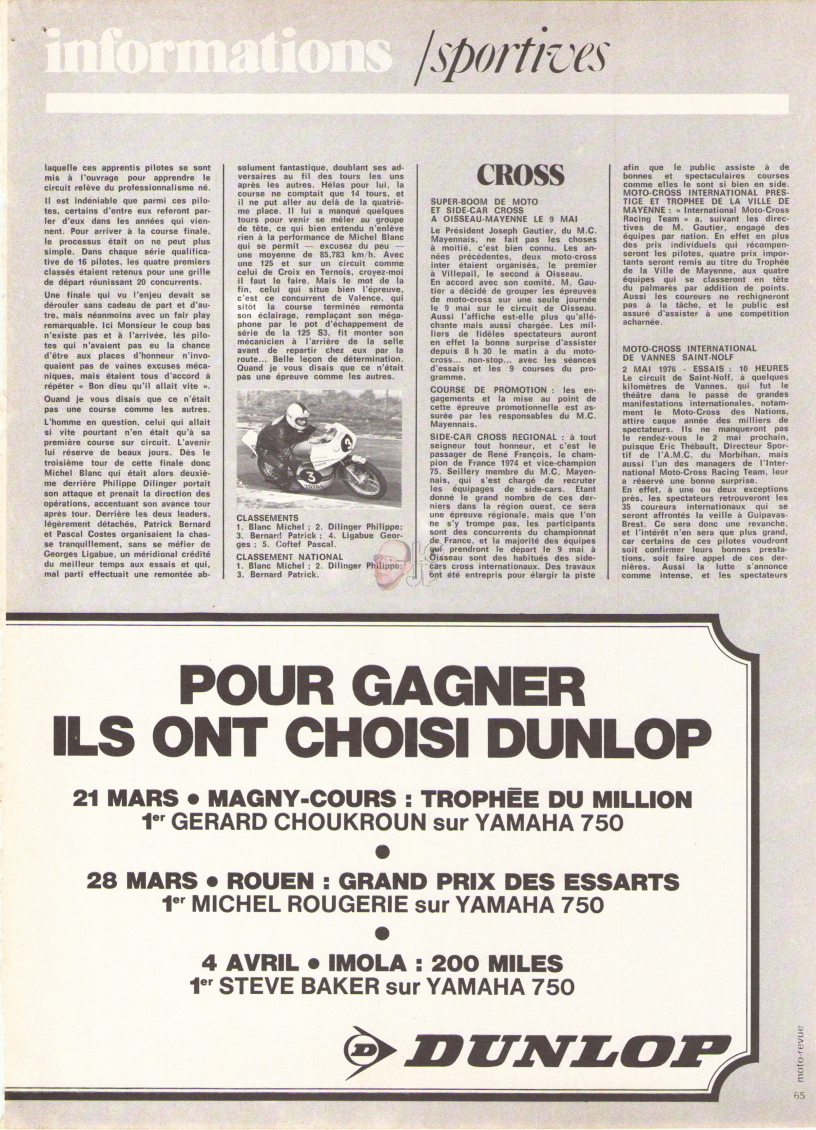 informations /sportives
laquelle ces apprentis pilotes se sont
mis à l'ouvrage pour apprendre le
circuit relève du professionnalisme né.
Il est indéniable que parmi ces pilo-
tes, certains d'entre eux referont par-
ler d'eux dans les années qui vien-
nent. Pour arriver à la course finale,
le processus était on ne peut plus
simple. Dans chaque série qualifica-
tive de 16 pilotes, les quatre premiers
classés étaient retenus pour une grille
de départ réunissant 20 concurrents.
Une finale qui vu l'enjeu devait se
dérouler sans cadeau de part et d'au-
tre, mais néanmoins avec un fair play
remarquable. Ici Monsieur le coup bas
n'existe pas et à l'arrivée, les pilo-
tes qui n'avaient pas eu la chance
d'être aux places d'honneur n'invo-
quaient pas de vaines excuses méca-
niques, mais étaient tous d'accord à
répéter « Bon dieu qu'il allait vite ».
Quand je vous disais que ce n'était
pas une course comme les autres.
L'homme en question, celui qui allait
si vite pourtant n'en était qu'à sa
première course sur circuit. L'avenir
lui réserve de beaux jours. Dès le
troisième tour de cette finale donc
Michel Blanc qui était alors deuxiè-
me derrière Philippe Dilinger portait
son attaque et prenait la direction des
opérations, accentuant son avance tour
après tour. Derrière les deux leaders,
légèrement détachés, Patrick Bernard
et Pascal Costes organisaient la chas-
se tranquillement, sans se méfier de
Georges Ligabue, un méridional crédité
du meilleur temps aux essais et qui,
mal parti effectuait une remontée ab-
solument fantastique, doublant ses ad-
versaires au fil des tours les uns
après les autres. Hélas pour lui, la
course ne comptait que 14 tours, et
il ne put aller au delà de la quatriè-
me place. Il lui a manqué quelques
tours pour venir se mêler au groupe
de tête, ce qui bien entendu n'enlève
rien à la performance de Michel Blanc
qui se permit — excusez du peu —
une moyenne de 85,783 km/h. Avec
une 125 et sur un circuit comme
celui de Croix en Ternois, croyez-moi
il faut le faire. Mais le mot de la
fin, celui qui situe bien l'épreuve,
c'est ce concurrent de Valence, qui
sitôt la course terminée remonta
son éclairage, remplaçant son méga-
phone par le pot d'échappement de
série de la 125 S3, fit monter son
mécanicien à l'arrière de la selle
avant de repartir chez eux par la
route... Belle leçon de détermination.
Quand je vous disais que ce n'était
pas une épreuve comme les autres.
3
3
CLASSEMENTS
1. Blanc Michel ; 2. Dilinger Philippe;
3. Bernard Patrick ; 4. Ligabue Geor-
ges ; 5. Coftef Pascal.
CLASSEMENT NATIONAL
1. Blanc Michel ; 2. Dilinger Philippe;
3. Bernard Patrick.
CROSS
SUPER-BOOM DE MOTO
ET SIDE-CAR CROSS
A OISSEAU-MAYENNE LE 9 MAI
Le Président Joseph Gautier, du M.C.
Mayennais, ne fait pas les choses
à moitié, c'est bien connu. Les an-
nées précédentes, deux moto-cross
inter étaient organisés, le premier
à Villepail, le second à Oisseau.
En accord avec son comité, M. Gau-
tier a décidé de grouper les épreuves
de moto-cross sur une seule journée
le 9 mai sur le circuit de Oisseau.
Aussi l'affiche est-elle plus qu'allé-
chante mais aussi chargée. Les mil-
liers de fidèles spectateurs auront
en effet la bonne surprise d'assister
depuis 8 h 30 le matin à du moto-
cross... non-stop... avec les séances
d'essais et les 9 courses du pro-
gramme.
COURSE DE PROMOTION : les en-
gagements et la mise au point de
cette épreuve promotionnelle est as-
surée par les responsables du M.C.
Mayennais.
SIDE-CAR CROSS REGIONAL : à tout
seigneur tout honneur, et c'est le
passager de René François, le cham-
pion de France 1974 et vice-champion
75. Seillery membre du M.C. Mayen-
nais, qui s'est chargé de recruter
les équipages de side-cars. Etant
donné le grand nombre de ces der-
niers dans la région ouest, ce sera
une épreuve régionale, mais que l'on
ne s'y trompe pas, les participants
sont des concurrents du championnat
de France, et la majorité des équipes
qui prendront le départ le 9 mai à
Oisseau sont des habitués des side-
cars cross internationaux. Des travaux
ont été entrepris pour élargir la piste
afin que le public assiste à de
bonnes et spectaculaires courses
comme elles le sont si bien en side.
MOTO-CROSS INTERNATIONAL PRES-
TIGE ET TROPHEE DE LA VILLE DE
MAYENNE : « International Moto-Cross
Racing Team » a, suivant les direc-
tives de M. Gautier, engagé des
équipes par nation. En effet en plus
des prix individuels qui récompen-
seront les pilotes, quatre prix impor-
tants seront remis au titre du Trophée
de la Ville de Mayenne, aux quatre
équipes qui se classeront en tête
du palmarès par addition de points.
Aussi les coureurs ne rechigneront
pas à la tâche, et le public est
assuré d'assister à une compétition
acharnée.
MOTO-CROSS INTERNATIONAL
DE VANNES SAINT-NOLF
2 MAI 1976 - ESSAIS : 10 HEURES
Le circuit de Saint-Nolf, à quelques
kilomètres de Vannes, qui fut le
théâtre dans le passé de grandes
manifestations internationales, notam-
ment le Moto-Cross des Nations,
attire caque année des milliers de
spectateurs. Ils ne manqueront pas
le rendez-vous le 2 mai prochain,
puisque Eric Thébault, Directeur Spor-
tif de l'A.M.C. du Morbihan, mais
aussi l'un des managers de l'Inter-
national Moto-Cross Racing Team, leur
a réservé une bonne surprise.
En effet, à une ou deux exceptions
près, les spectateurs retrouveront les
35 coureurs internationaux qui se
seront affrontés la veille à Guipavas-
Brest. Ce sera donc une revanche,
et l'intérêt n'en sera que plus grand,
car certains de ces pilotes voudront
soit confirmer leurs bonnes presta-
tions, soit faire appel de ces der-
nières. Aussi la lutte s'annonce
comme intense, et les spectateurs
POUR GAGNER
ILS ONT CHOISI DUNLOP
21 MARS ● MAGNY-COURS : TROPHÉE DU MILLION
1er GERARD CHOUKROUN sur YAMAHA 750
●
28 MARS ● ROUEN : GRAND PRIX DES ESSARTS
1er MICHEL ROUGERIE sur YAMAHA 750
●
4 AVRIL ● IMOLA : 200 MILES
1er STEVE BAKER sur YAMAHA 750
D DUNLOP
moto-revue
65